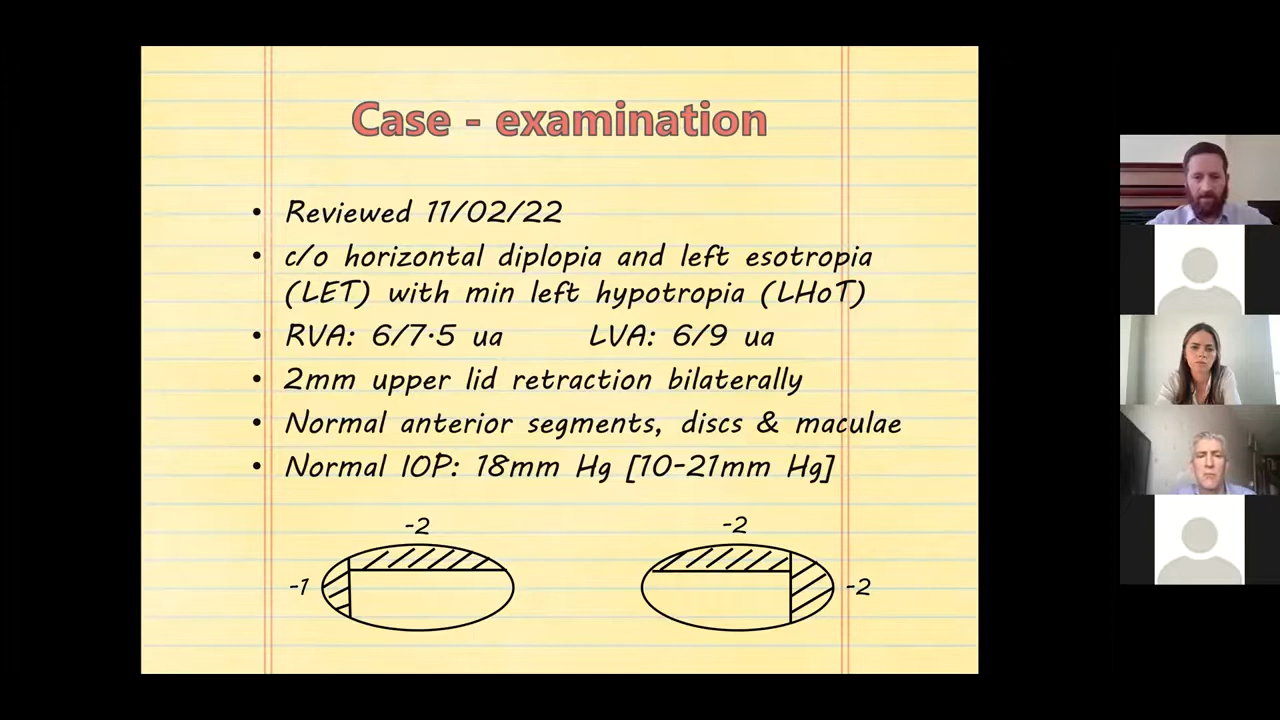 Case - examination
• Reviewed 11/02/22
• c/o horizontal diplopia and left esotropia
(LET) with min left hypotropia (LHoT)
• RVA: 6/7.5 ua LVA: 6/9 ua
• 2mm upper lid retraction bilaterally
• Normal anterior segments, discs & maculae
• Normal IOP: 18mm Hg [10-21mm Hg]
-2 -2
-1 -2